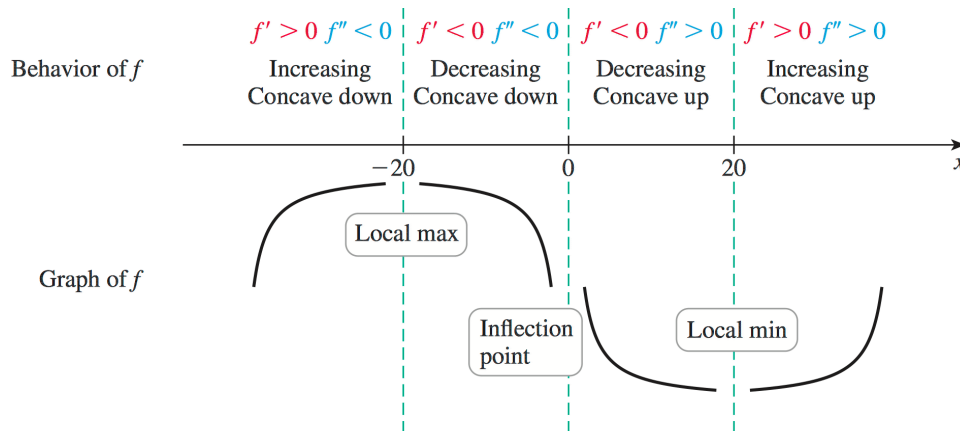 f′ > 0 f″ < 0 f′ < 0 f″ < 0 f′ < 0 f″ > 0 f′ > 0 f″ > 0
Behavior of f
Increasing
Concave down
Decreasing
Concave down
Decreasing
Concave up
Increasing
Concave up
−20 0 20 x
Local max
Graph of f
Inflection
point
Local min